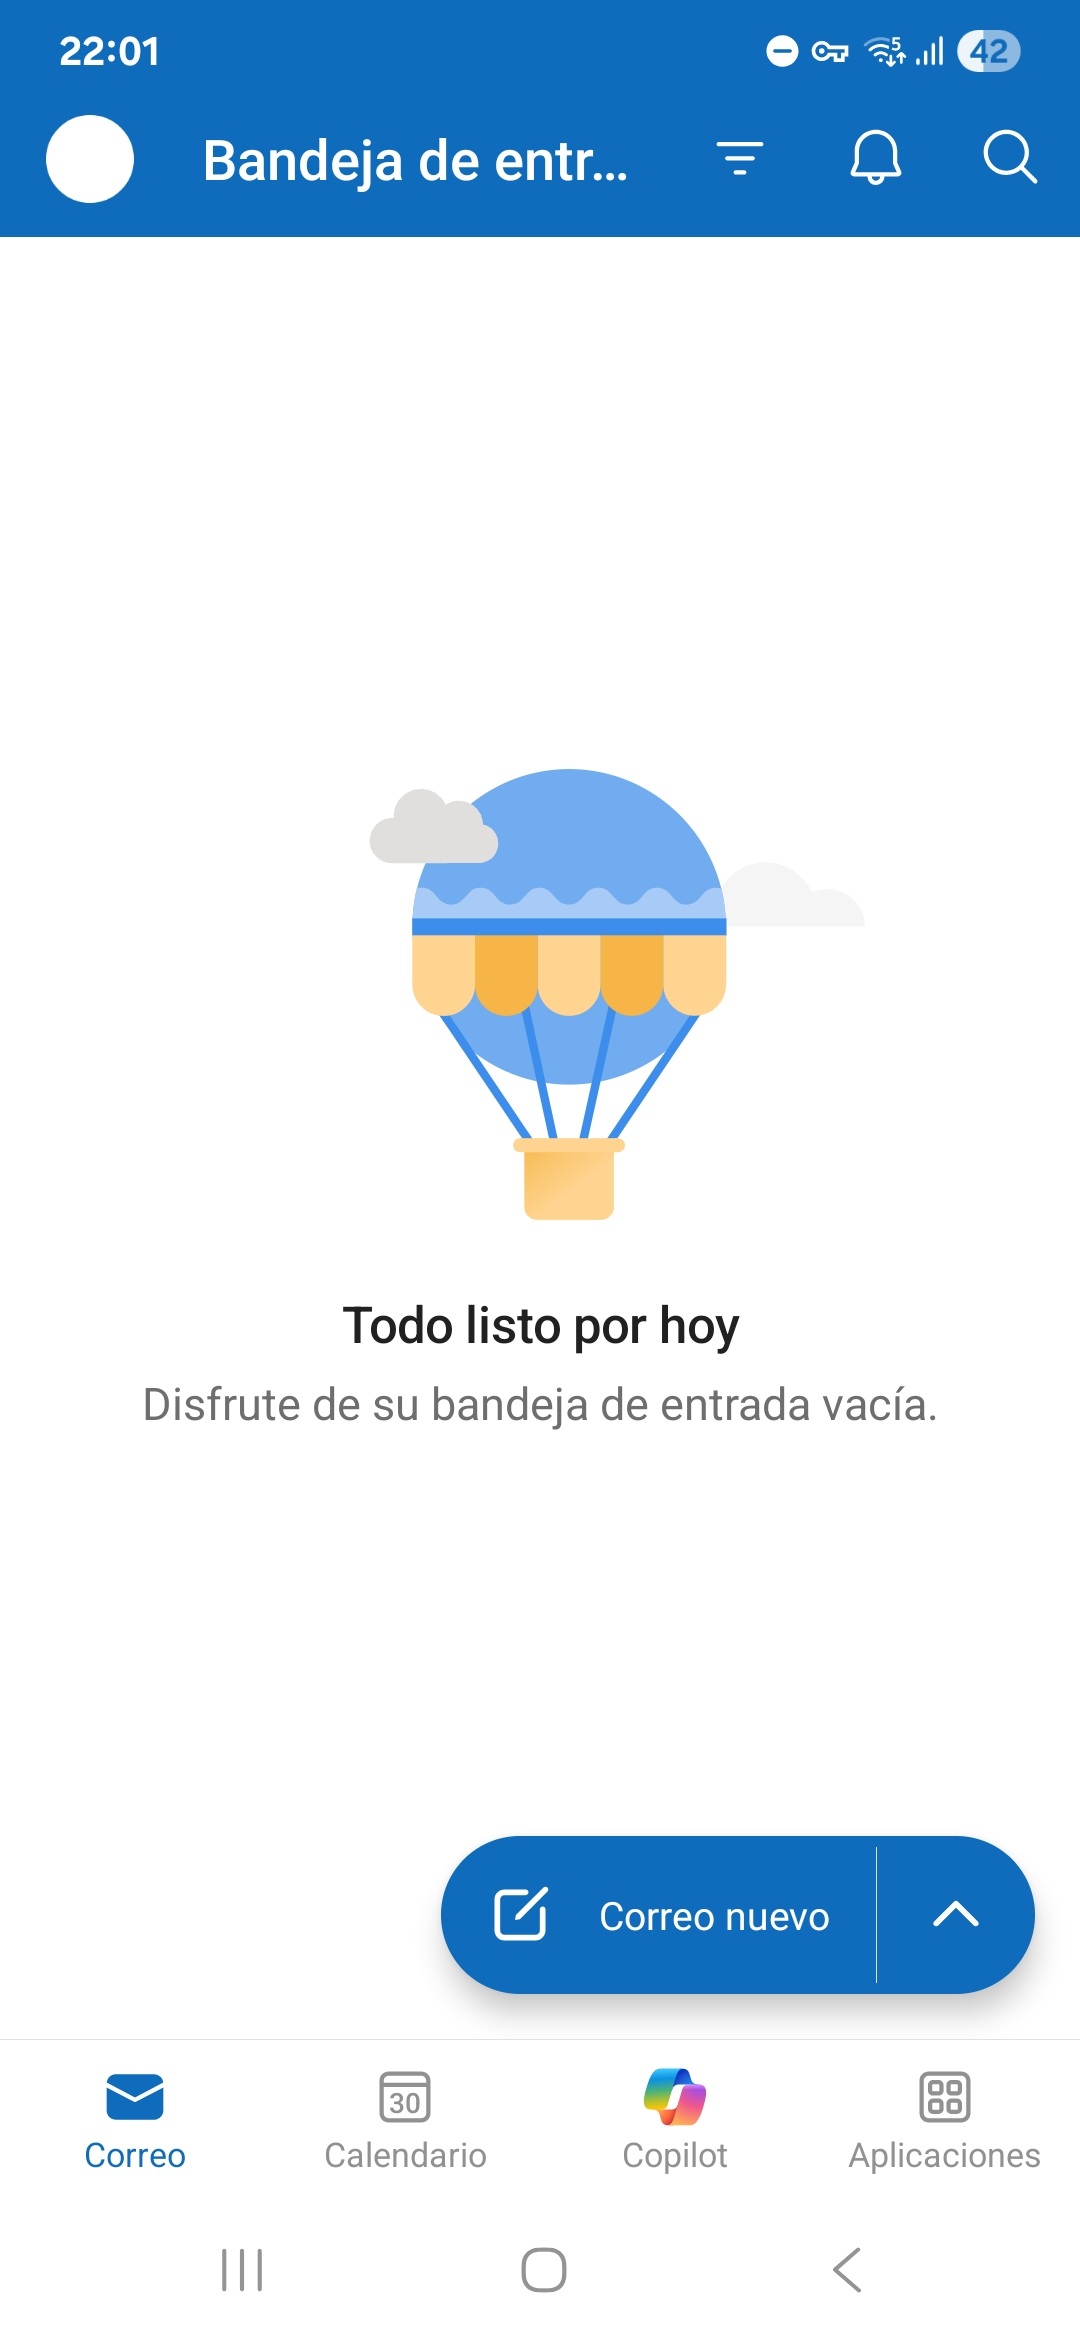 22:01
5
42
Bandeja de entr...
Todo listo por hoy
Disfrute de su bandeja de entrada vacía.
Correo nuevo
30
Correo
Calendario
Copilot
Aplicaciones